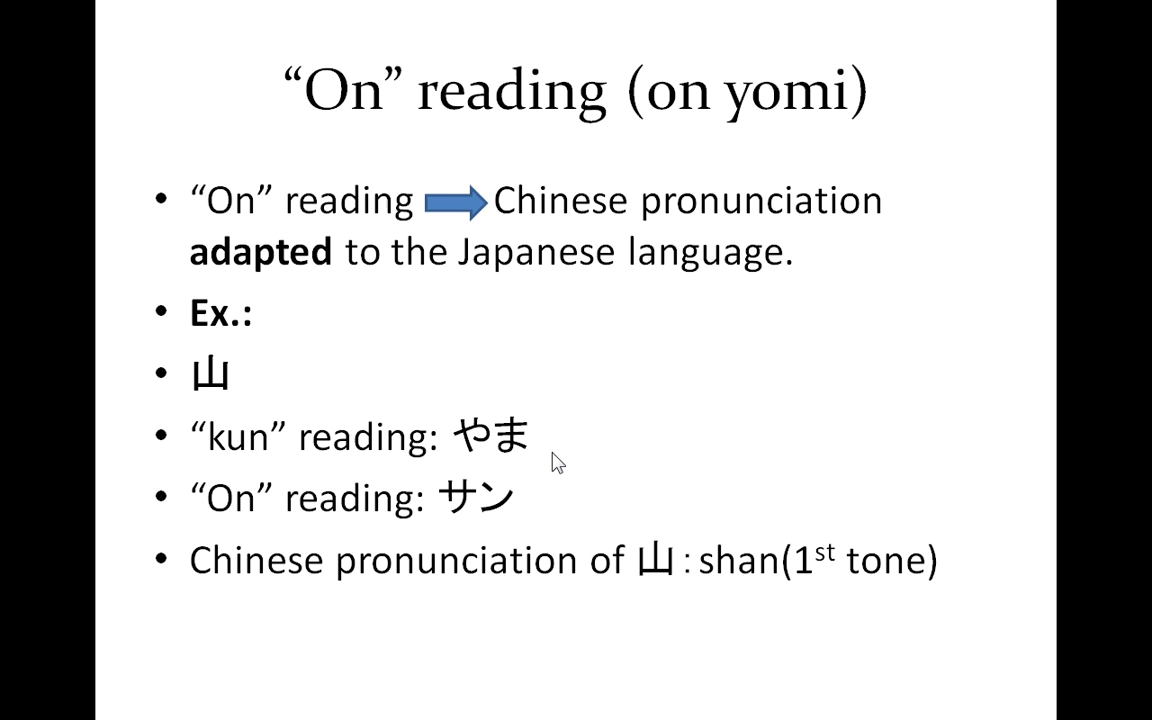 “On” reading (on yomi)
• “On” reading Chinese pronunciation
adapted to the Japanese language.
• Ex.:
• 山
• “kun” reading: やま
• “On” reading: サン
• Chinese pronunciation of 山 : shan(1st tone)